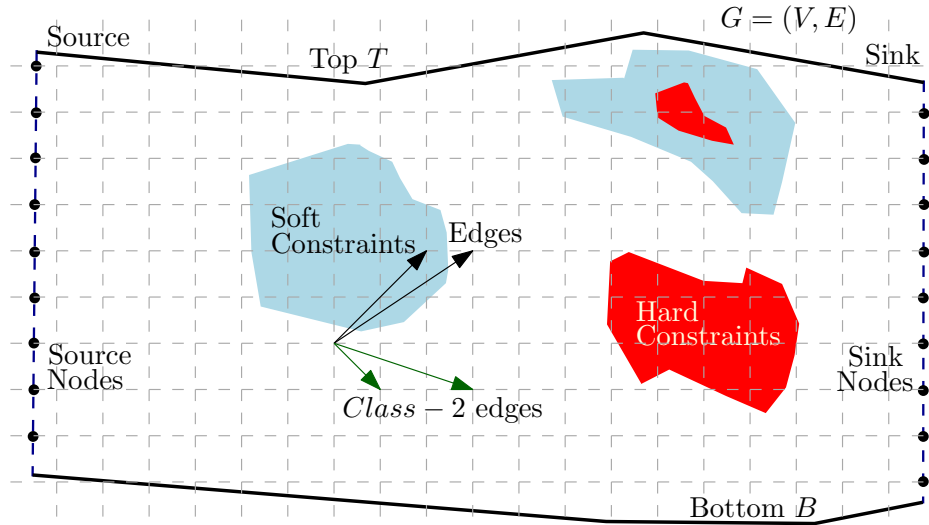 G = (V, E)
Source
Top T
Sink
Soft
Constraints
Edges
Hard
Constraints
Source
Nodes
Sink
Nodes
Class − 2 edges
Bottom B